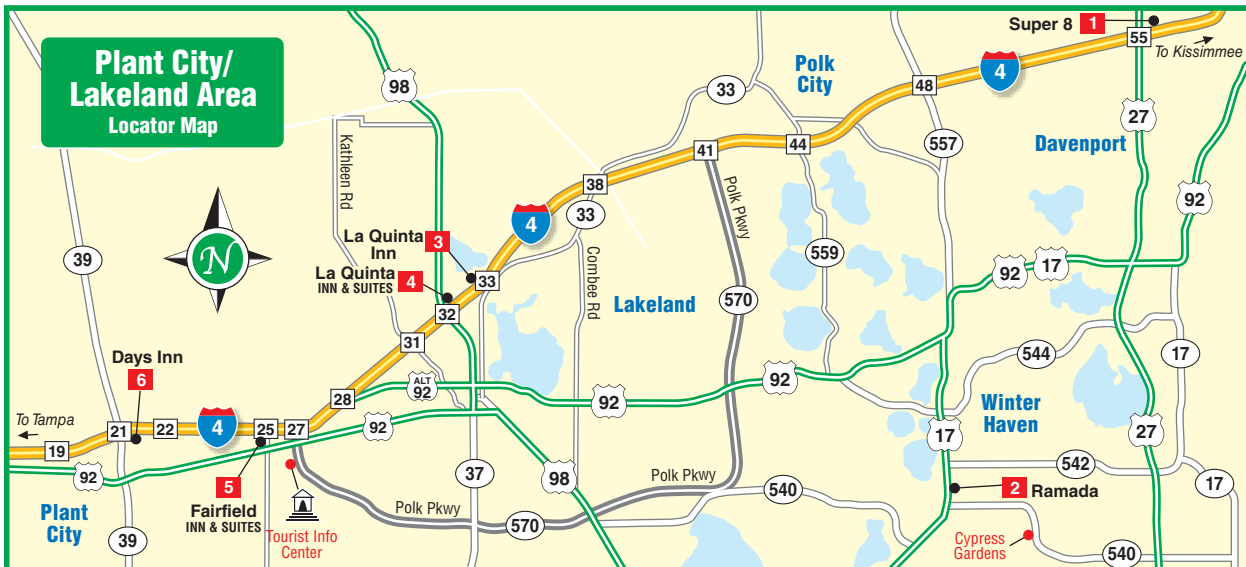 Plant City/
Lakeland Area
Locator Map
N
98
33
Polk
City
48
4
Super 8 1
55
To Kissimmee
27
Davenport
557
92
Kathleen Rd
41
44
38
33
Polk Pkwy
39
4
La Quinta
Inn
3
La Quinta
INN & SUITES
4
33
32
31
Combee Rd
Lakeland
570
559
92
17
544
17
Days Inn
6
28
ALT
92
92
92
92
Winter
Haven
17
27
To Tampa
19
21
22
4
25
27
92
5
Fairfield
INN & SUITES
Plant
City
39
Tourist Info
Center
Polk Pkwy
570
37
98
Polk Pkwy
540
542
17
2 Ramada
Cypress
Gardens
540